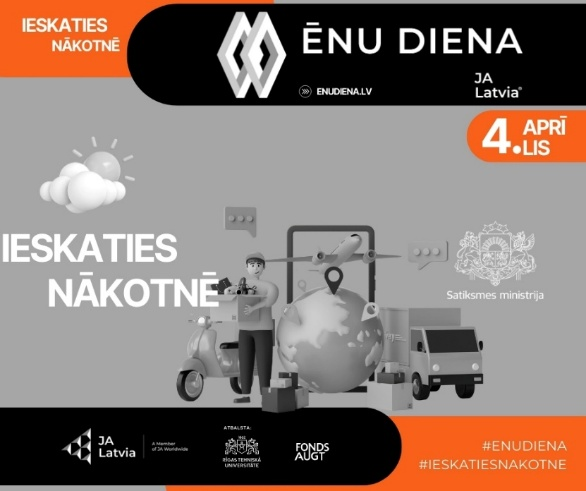 IESKATIES
NĀKOTNĒ
ĒNU DIENA
ENUDIENA.LV
JA
Latvia®
4. APRĪ
LIS
IESKATIES
NĀKOTNĒ
Satiksmes ministrija
JA
Latvia
A Member
of JA Worldwide
ATBALSTA:
RĪGAS TEHNISKĀ
UNIVERSITĀTE
FONDS
AUGT
#ENUDIENA
#IESKATIESNAKOTNE